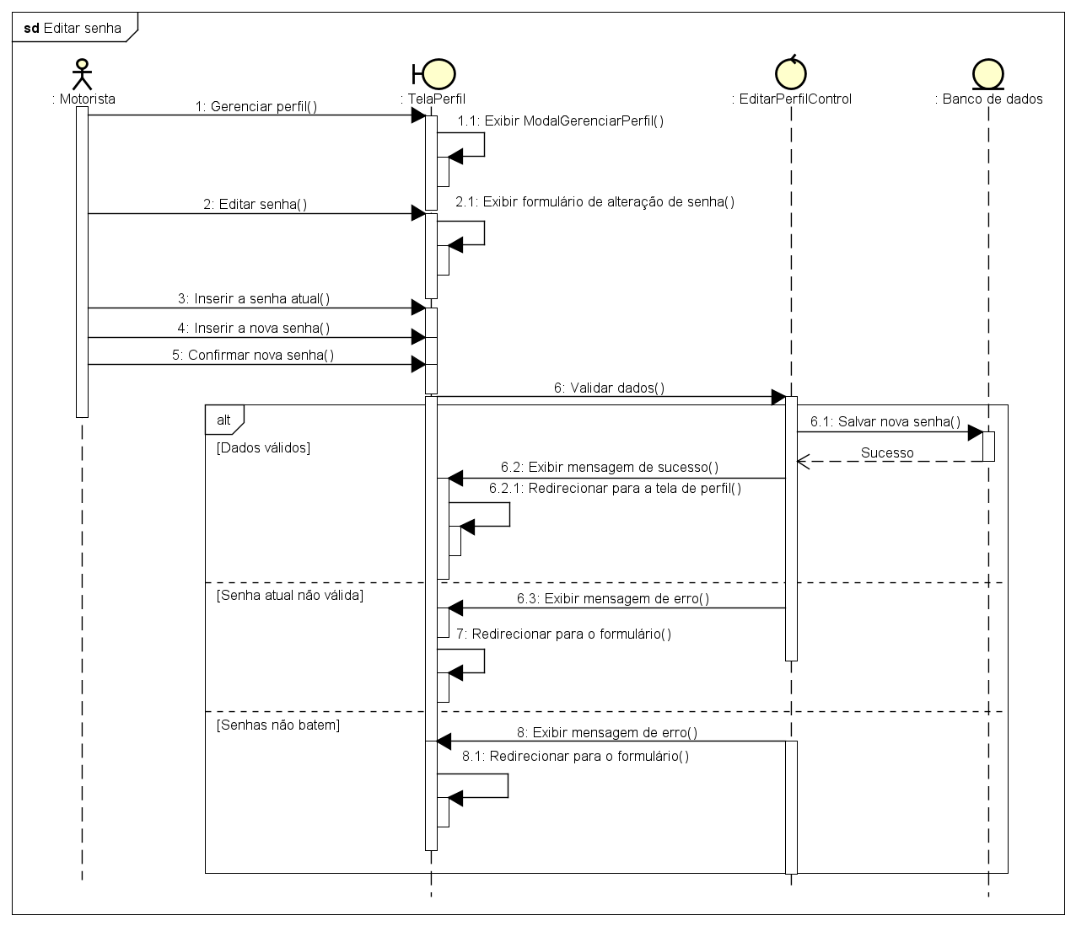 sd Editar senha
: Motorista
: TelaPerfil
: EditarPerfilControl
: Banco de dados
1: Gerenciar perfil()
1.1: Exibir ModalGerenciarPerfil()
2: Editar senha()
2.1: Exibir formulário de alteração de senha()
3: Inserir a senha atual()
4: Inserir a nova senha()
5: Confirmar nova senha()
6: Validar dados()
alt
[Dados válidos]
6.1: Salvar nova senha()
Sucesso
6.2: Exibir mensagem de sucesso()
6.2.1: Redirecionar para a tela de perfil()
[Senha atual não válida]
6.3: Exibir mensagem de erro()
7: Redirecionar para o formulário()
[Senhas não batem]
8: Exibir mensagem de erro()
8.1: Redirecionar para o formulário()